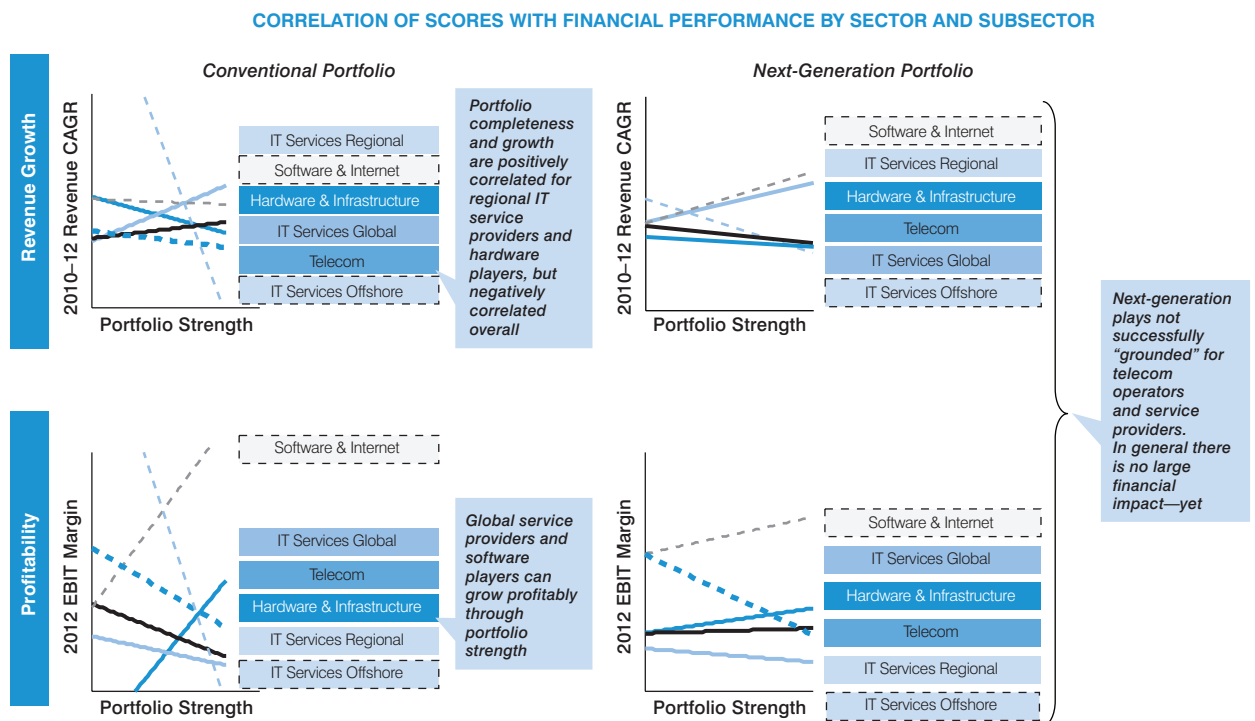 CORRELATION OF SCORES WITH FINANCIAL PERFORMANCE BY SECTOR AND SUBSECTOR
Revenue Growth
Conventional Portfolio
2010–12 Revenue CAGR
Portfolio Strength
IT Services Regional
Software & Internet
Hardware & Infrastructure
IT Services Global
Telecom
IT Services Offshore
Portfolio
completeness
and growth
are positively
correlated for
regional IT
service
providers and
hardware
players, but
negatively
correlated
overall
Next-Generation Portfolio
2010–12 Revenue CAGR
Portfolio Strength
Software & Internet
IT Services Regional
Hardware & Infrastructure
Telecom
IT Services Global
IT Services Offshore
Next-generation
plays not
successfully
“grounded” for
telecom
operators
and service
providers.
In general there
is no large
financial
impact—yet
Profitability
2012 EBIT Margin
Portfolio Strength
Software & Internet
IT Services Global
Telecom
Hardware & Infrastructure
IT Services Regional
IT Services Offshore
Global service
providers and
software
players can
grow profitably
through
portfolio
strength
2012 EBIT Margin
Portfolio Strength
Software & Internet
IT Services Global
Hardware & Infrastructure
Telecom
IT Services Regional
IT Services Offshore